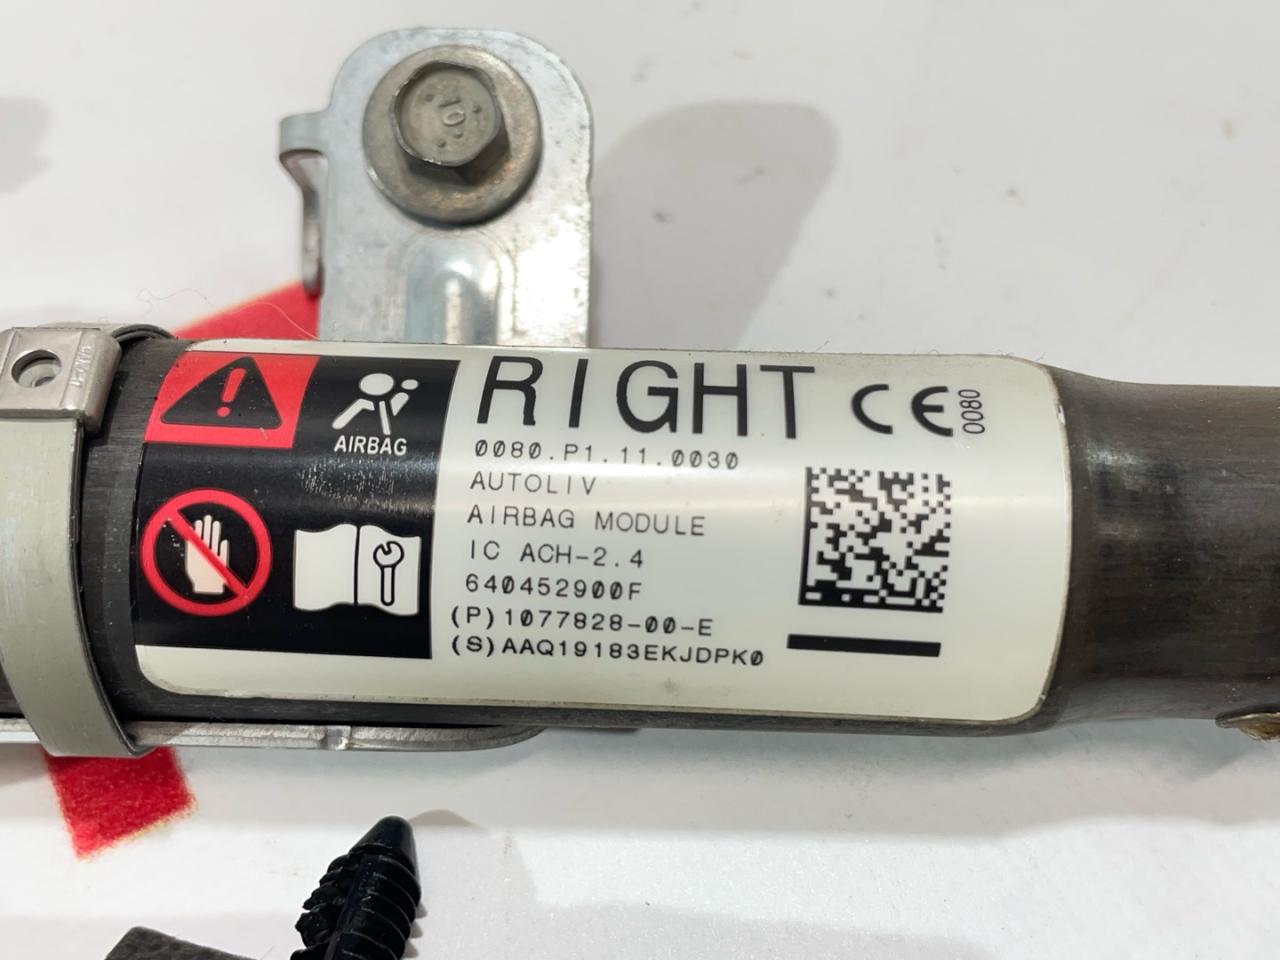 10
AIRBAG
RIGHT
CE
0080
0080.P1.11.0030
AUTOLIV
AIRBAG MODULE
IC ACH-2.4
640452900F
(P)1077828-00-E
(S)AAQ19183EKJDPK0